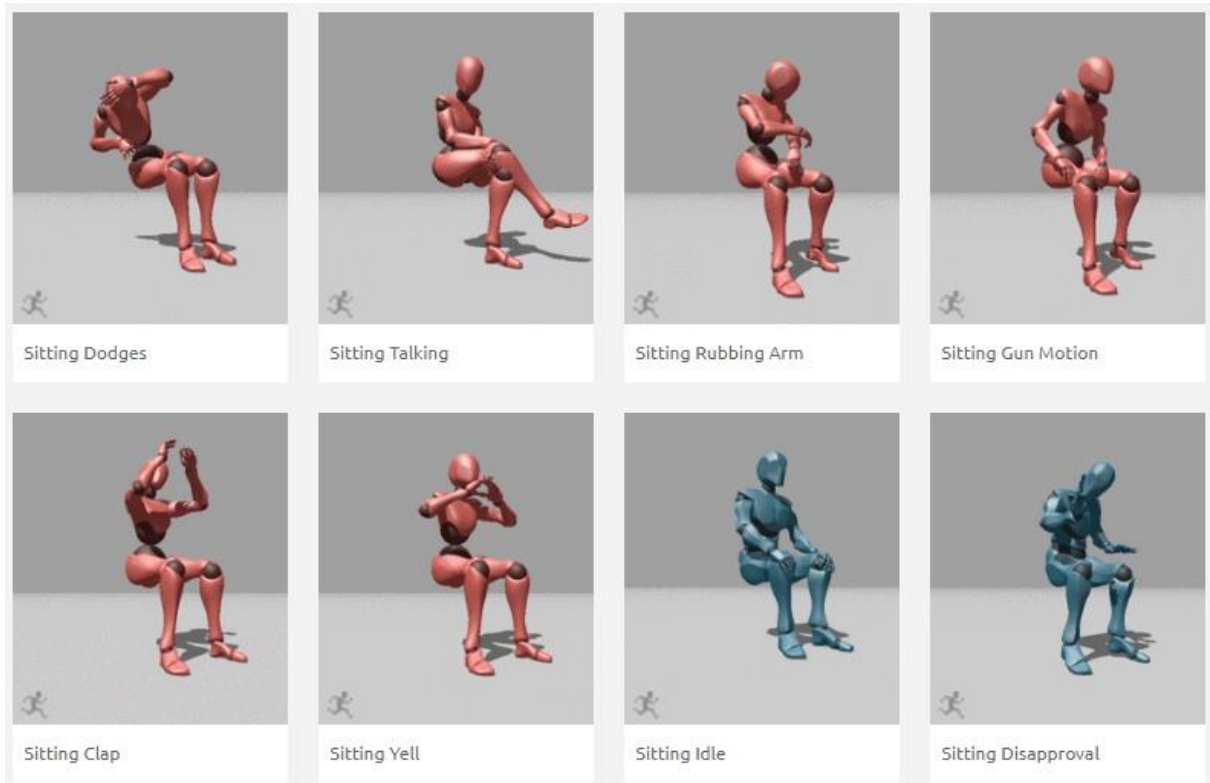 Sitting Dodges
Sitting Talking
Sitting Rubbing Arm
Sitting Gun Motion
Sitting Clap
Sitting Yell
Sitting Idle
Sitting Disapproval